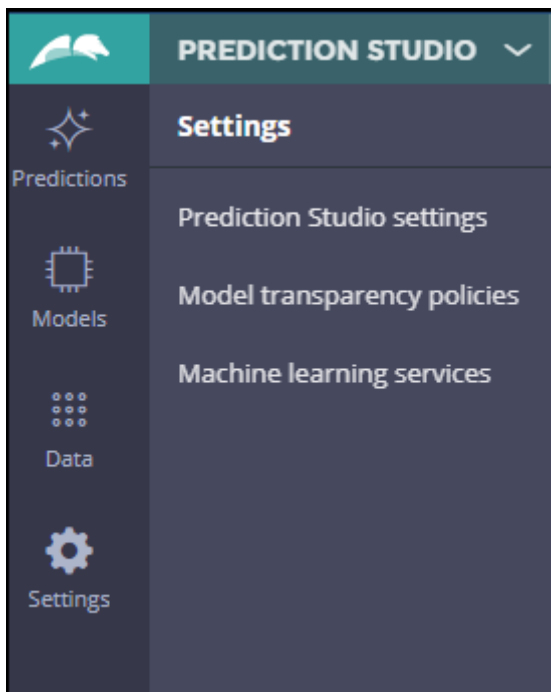 PREDICTION STUDIO
Settings
Predictions
Prediction Studio settings
Model transparency policies
Models
Machine learning services
Data
Settings